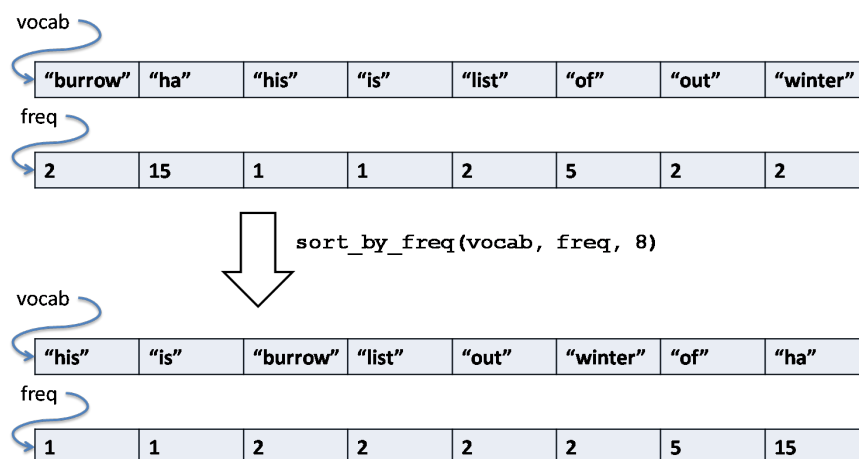 vocab
“burrow” “ha” “his” “is” “list” “of” “out” “winter”
freq
2 15 1 1 2 5 2 2
sort_by_freq(vocab, freq, 8)
vocab
“his” “is” “burrow” “list” “out” “winter” “of” “ha”
freq
1 1 2 2 2 2 5 15